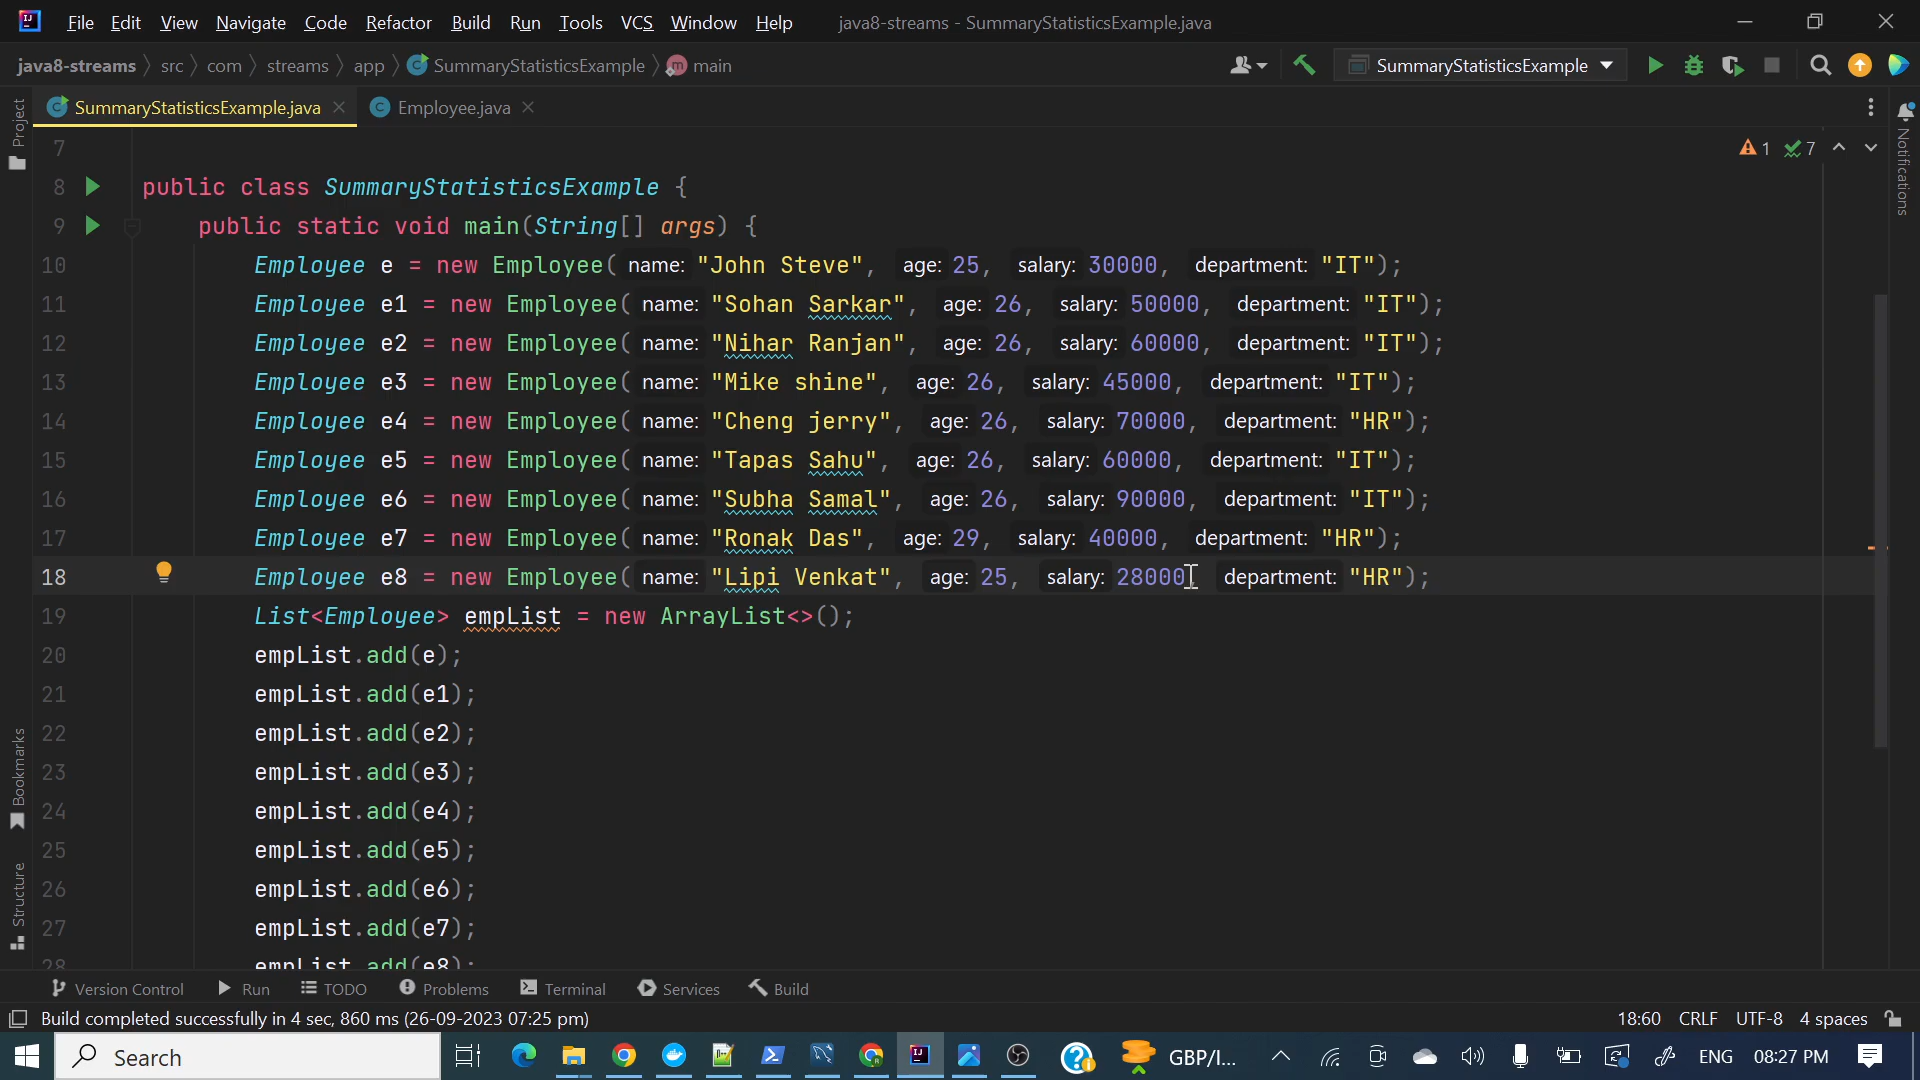 File Edit View Navigate Code Refactor Build Run Tools VCS Window Help java8-streams - SummaryStatisticsExample.java
java8-streams src com streams app SummaryStatisticsExample main SummaryStatisticsExample
Project
SummaryStatisticsExample.java Employee.java
Notifications
7 1 7
8 public class SummaryStatisticsExample {
9 public static void main(String[] args) {
10 Employee e = new Employee( name: "John Steve", age: 25, salary: 30000, department: "IT");
11 Employee e1 = new Employee( name: "Sohan Sarkar", age: 26, salary: 50000, department: "IT");
12 Employee e2 = new Employee( name: "Nihar Ranjan", age: 26, salary: 60000, department: "IT");
13 Employee e3 = new Employee( name: "Mike shine", age: 26, salary: 45000, department: "IT");
14 Employee e4 = new Employee( name: "Cheng jerry", age: 26, salary: 70000, department: "HR");
15 Employee e5 = new Employee( name: "Tapas Sahu", age: 26, salary: 60000, department: "IT");
16 Employee e6 = new Employee( name: "Subha Samal", age: 26, salary: 90000, department: "IT");
17 Employee e7 = new Employee( name: "Ronak Das", age: 29, salary: 40000, department: "HR");
18 Employee e8 = new Employee( name: "Lipi Venkat", age: 25, salary: 28000, department: "HR");
19 List<Employee> empList = new ArrayList<>();
20 empList.add(e);
21 empList.add(e1);
22 empList.add(e2);
23 empList.add(e3);
24 empList.add(e4);
25 empList.add(e5);
26 empList.add(e6);
27 empList.add(e7);
28 empList.add(e8);
Bookmarks
Structure
Version Control Run TODO Problems Terminal Services Build
Build completed successfully in 4 sec, 860 ms (26-09-2023 07:25 pm) 18:60 CRLF UTF-8 4 spaces
Search GBP/I... ENG 08:27 PM